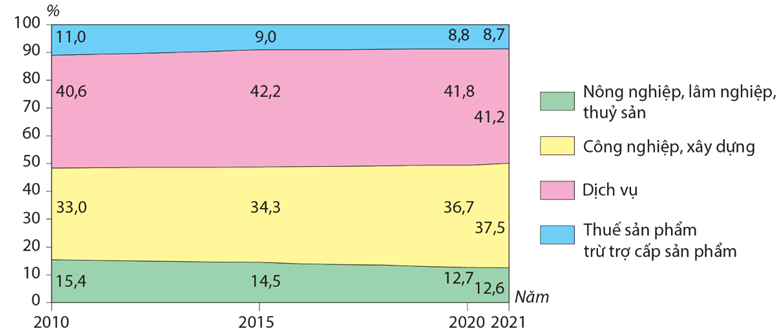 %
100
90
80
70
60
50
40
30
20
10
0
11,0 9,0 8,8 8,7
40,6 42,2 41,8 41,2
33,0 34,3 36,7 37,5
15,4 14,5 12,7 12,6
2010 2015 2020 2021
Năm
Nông nghiệp, lâm nghiệp,
thuỷ sản
Công nghiệp, xây dựng
Dịch vụ
Thuế sản phẩm
trừ trợ cấp sản phẩm